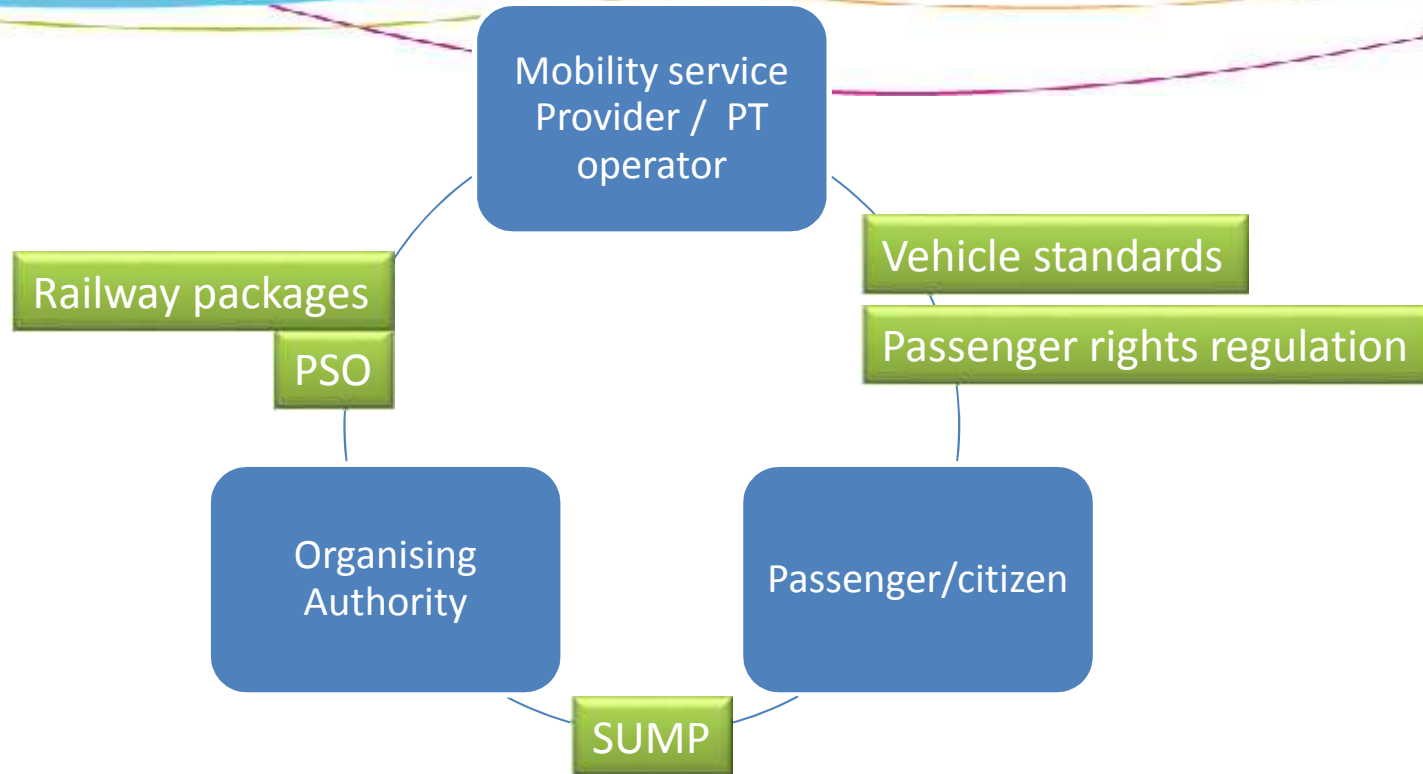 Mobility service
Provider / PT
operator
Railway packages
PSO
Vehicle standards
Passenger rights regulation
Organising
Authority
Passenger/citizen
SUMP